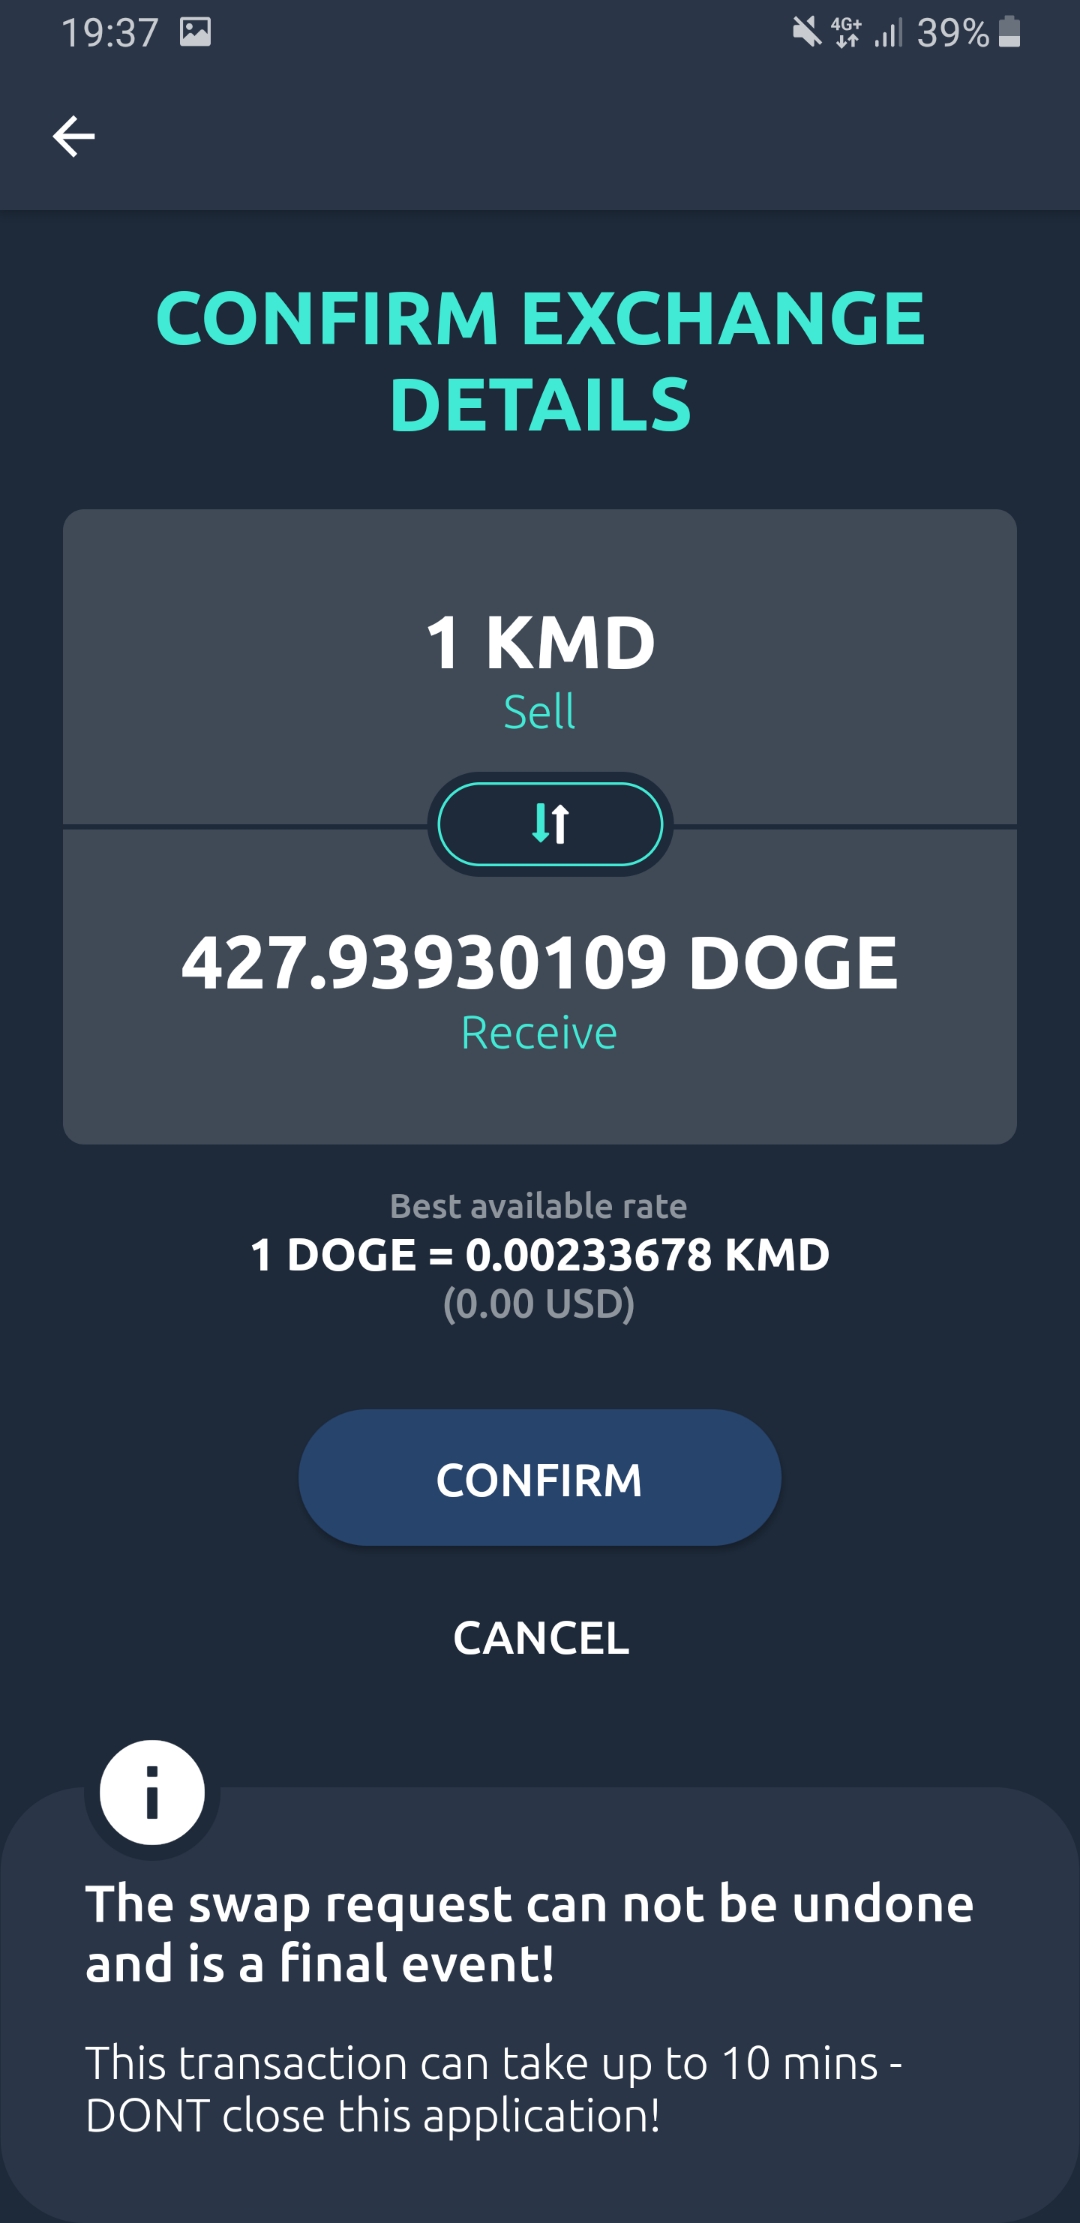 19:37 4G+ 39%
CONFIRM EXCHANGE
DETAILS
1 KMD
Sell
427.93930109 DOGE
Receive
Best available rate
1 DOGE = 0.00233678 KMD
(0.00 USD)
CONFIRM
CANCEL
i
The swap request can not be undone
and is a final event!
This transaction can take up to 10 mins -
DONT close this application!